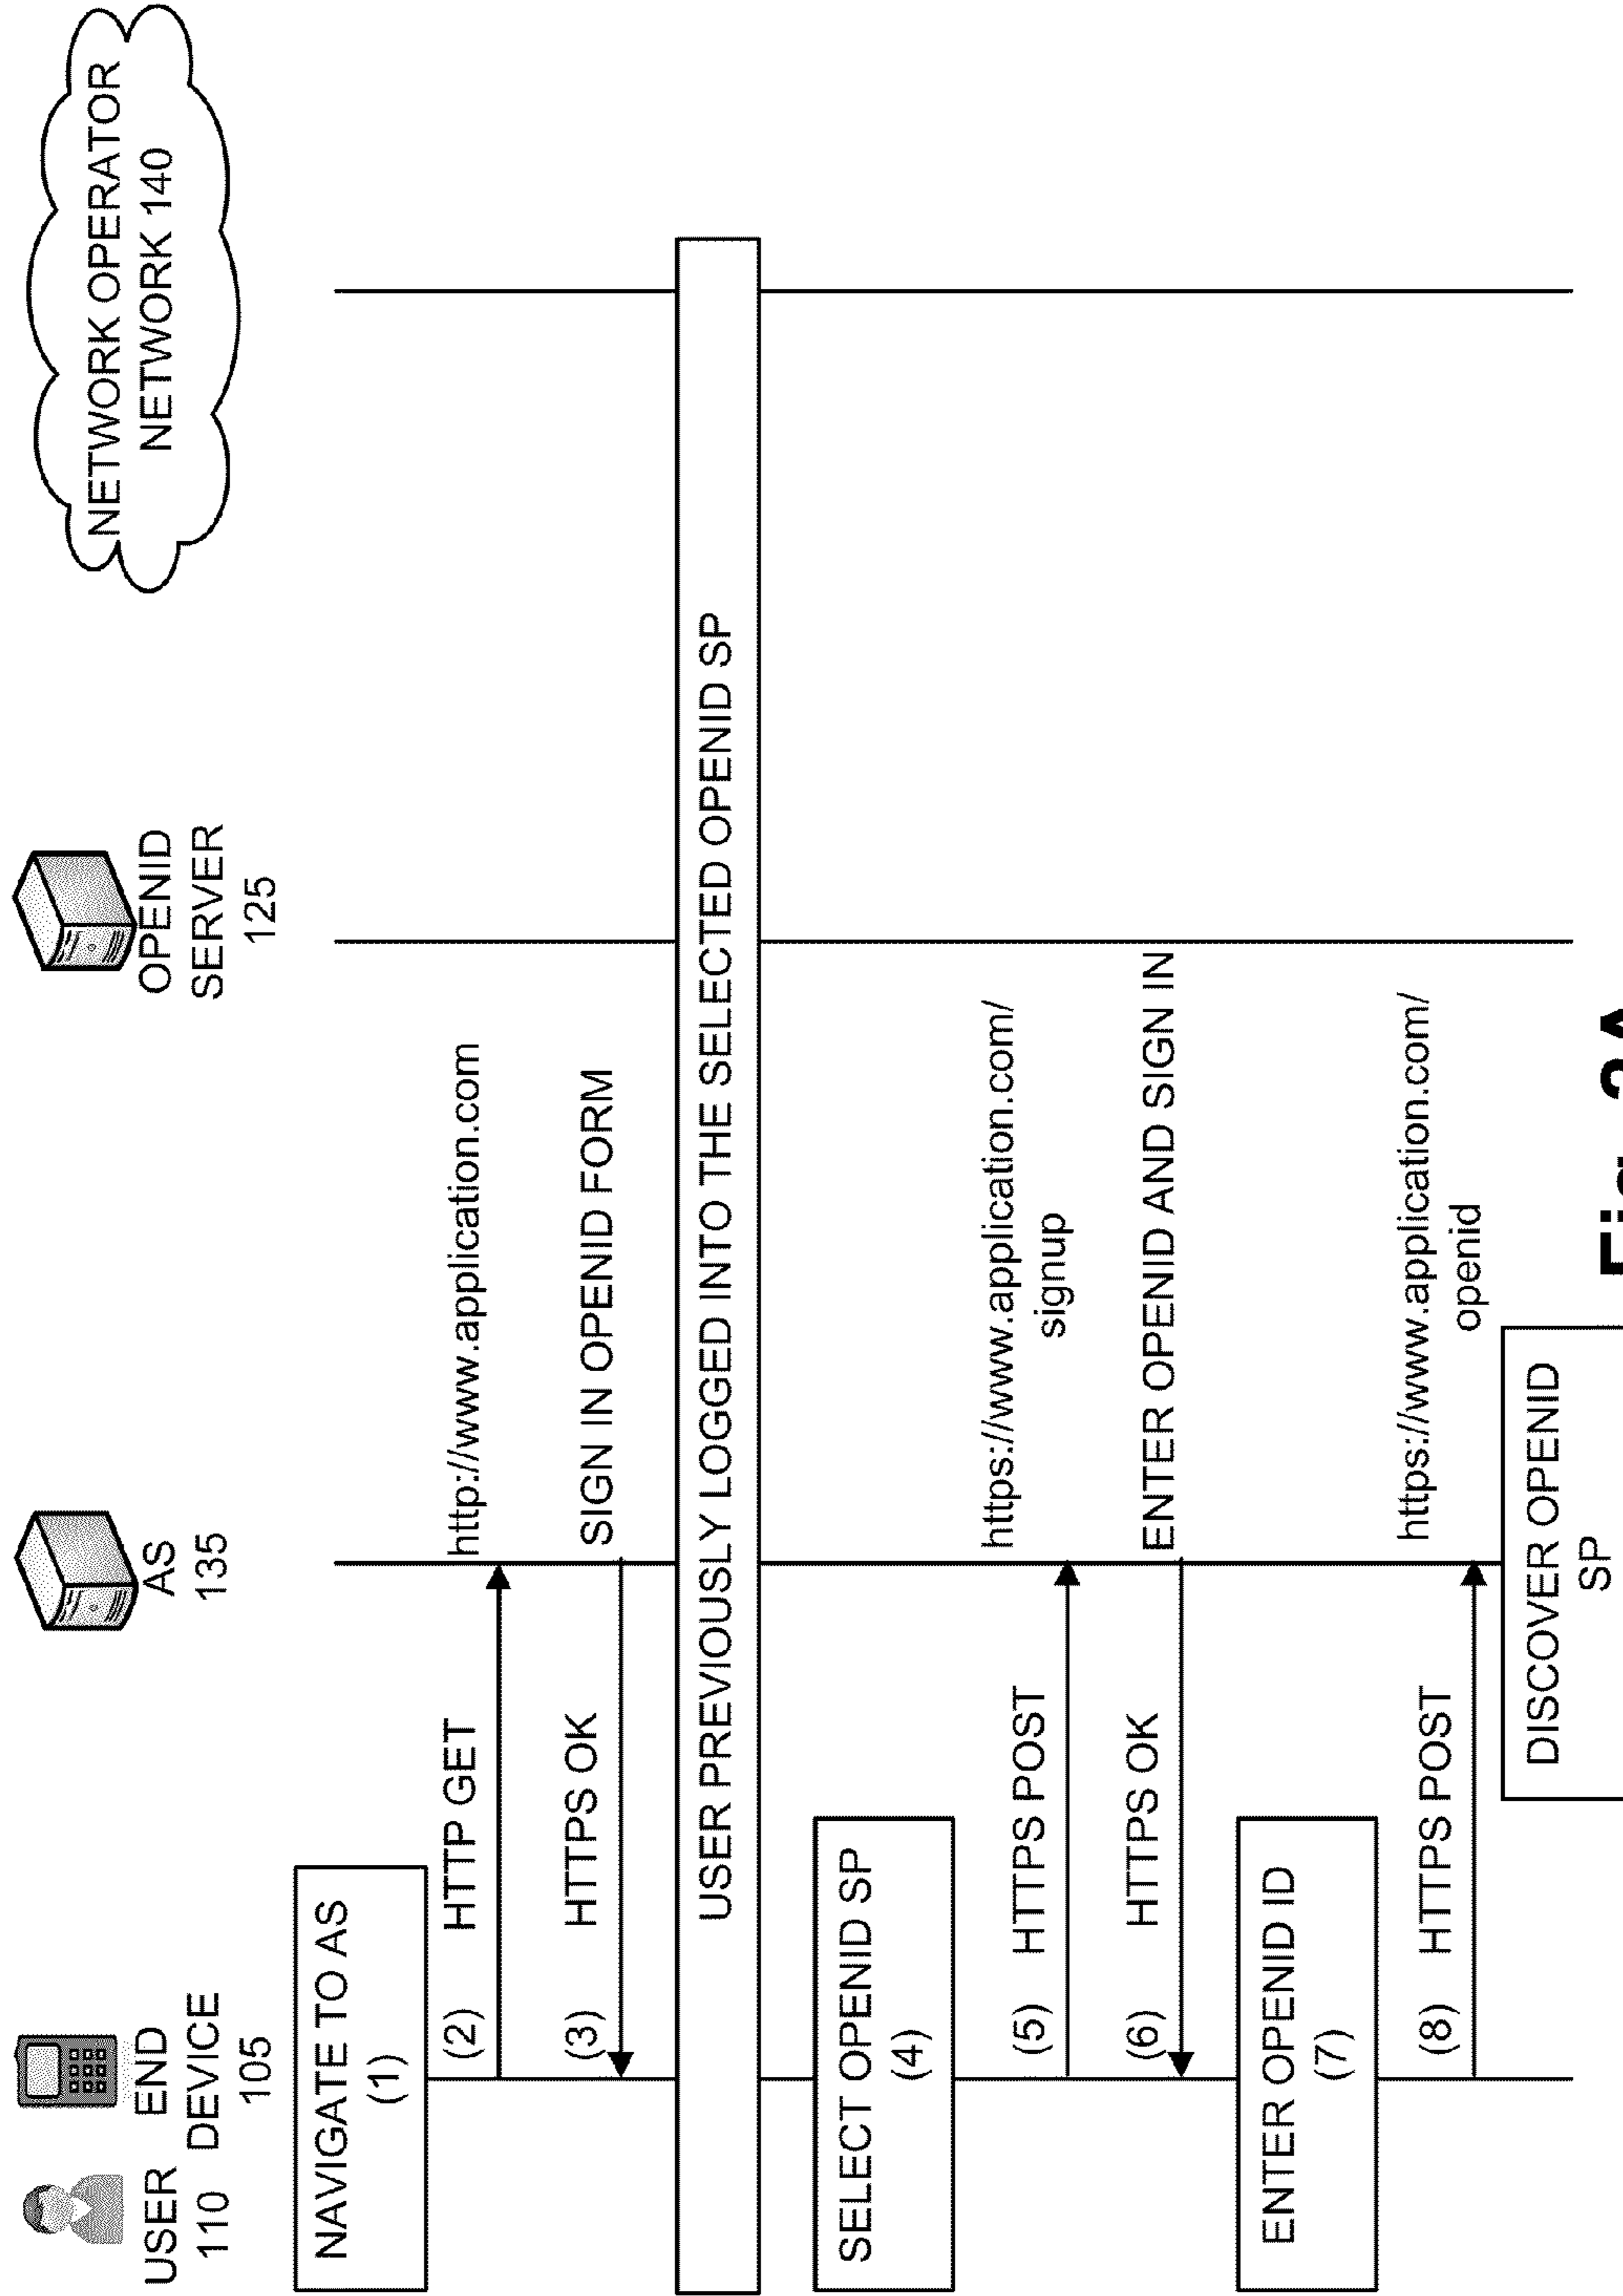 USER
110
END
DEVICE
105
AS
135
OPENID
SERVER
125
NETWORK OPERATOR
NETWORK 140
NAVIGATE TO AS
(1)
(2) HTTP GET
http://www.application.com
(3) HTTPS OK
SIGN IN OPENID FORM
USER PREVIOUSLY LOGGED INTO THE SELECTED OPENID SP
SELECT OPENID SP
(4)
(5) HTTPS POST
https://www.application.com/
signup
(6) HTTPS OK
ENTER OPENID AND SIGN IN
ENTER OPENID ID
(7)
(8) HTTPS POST
https://www.application.com/
openid
DISCOVER OPENID
SP